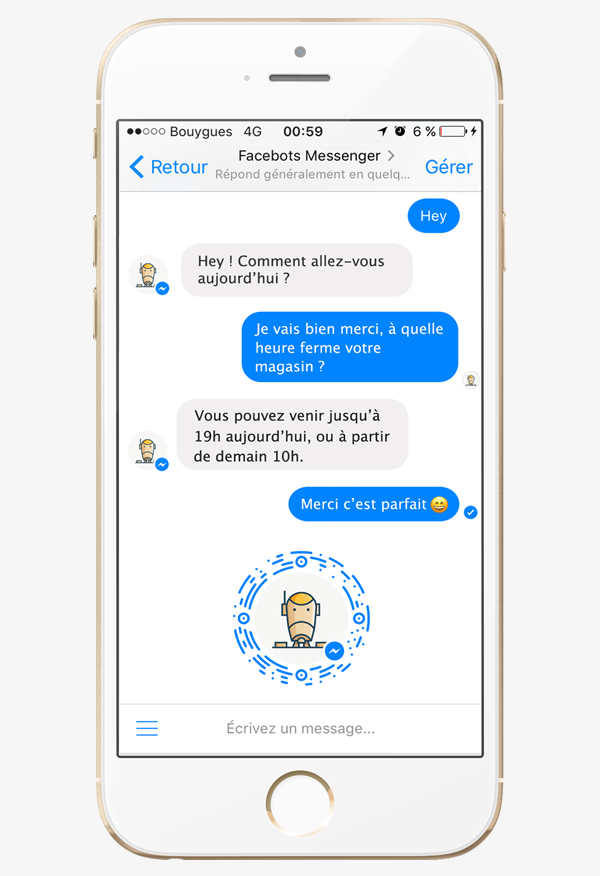 Bouygues 4G 00:59 6 %
Retour Facebots Messenger Gérer
Répond généralement en quelq...
Hey
Hey ! Comment allez-vous
aujourd’hui ?
Je vais bien merci, à quelle
heure ferme votre
magasin ?
Vous pouvez venir jusqu’à
19h aujourd’hui, ou à partir
de demain 10h.
Merci c’est parfait 😄
Écrivez un message...